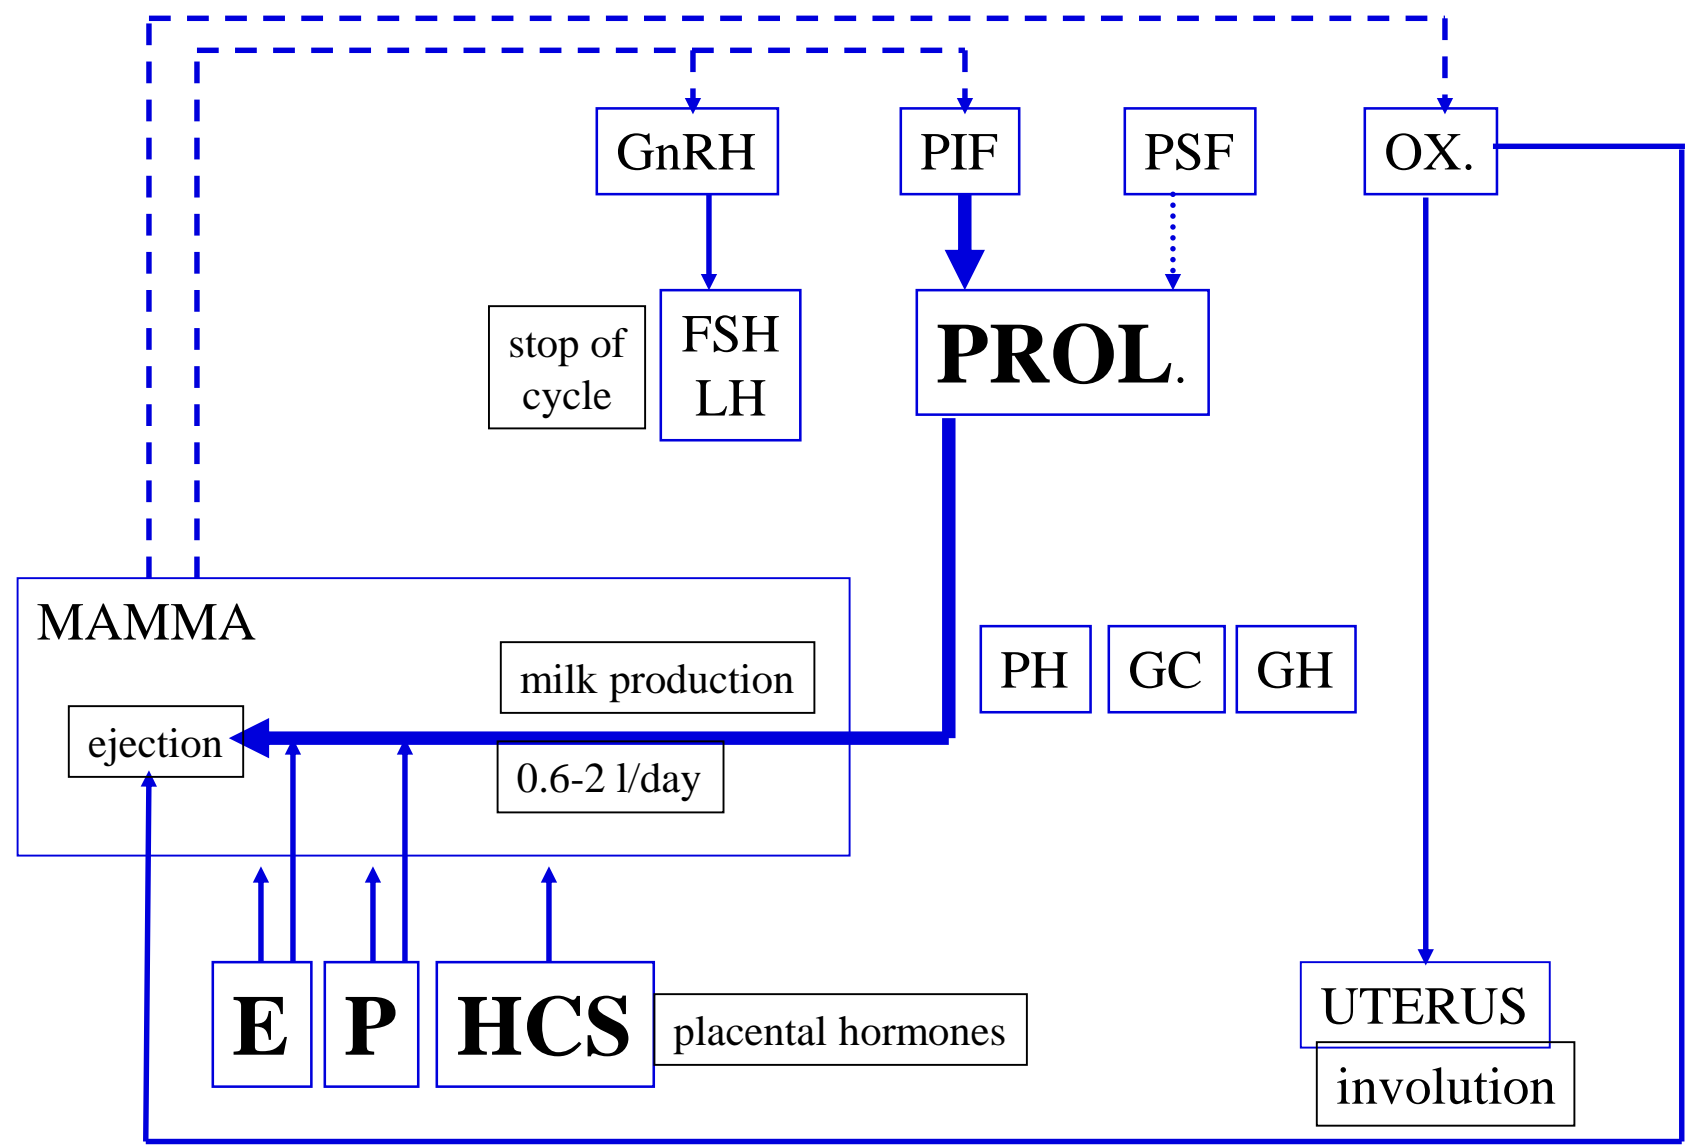 GnRH
PIF
PSF
OX.
stop of
cycle
FSH
LH
PROL.
MAMMA
milk production
PH
GC
GH
ejection
0.6-2 l/day
E
P
HCS
placental hormones
UTERUS
involution